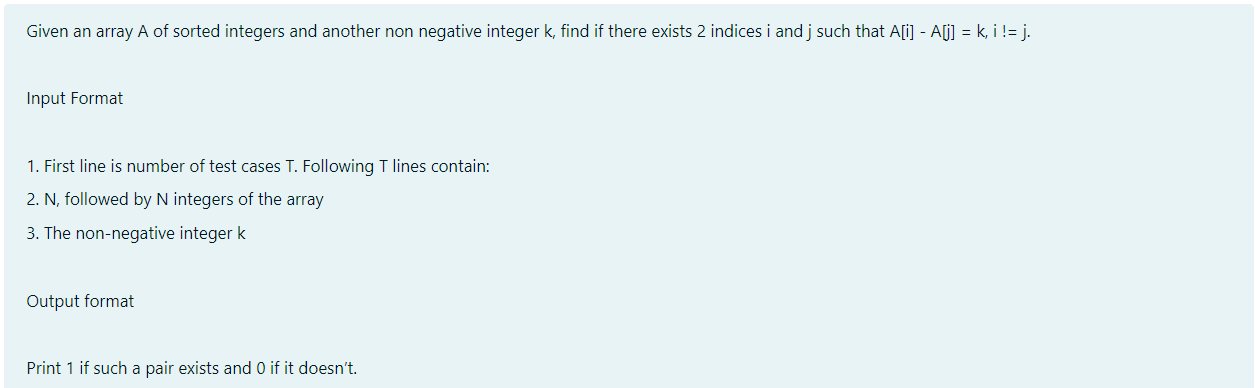 Given an array A of sorted integers and another non negative integer k, find if there exists 2 indices i and j such that A[i] - A[j] = k, i != j.
Input Format
1. First line is number of test cases T. Following T lines contain:
2. N, followed by N integers of the array
3. The non-negative integer k
Output format
Print 1 if such a pair exists and 0 if it doesn't.